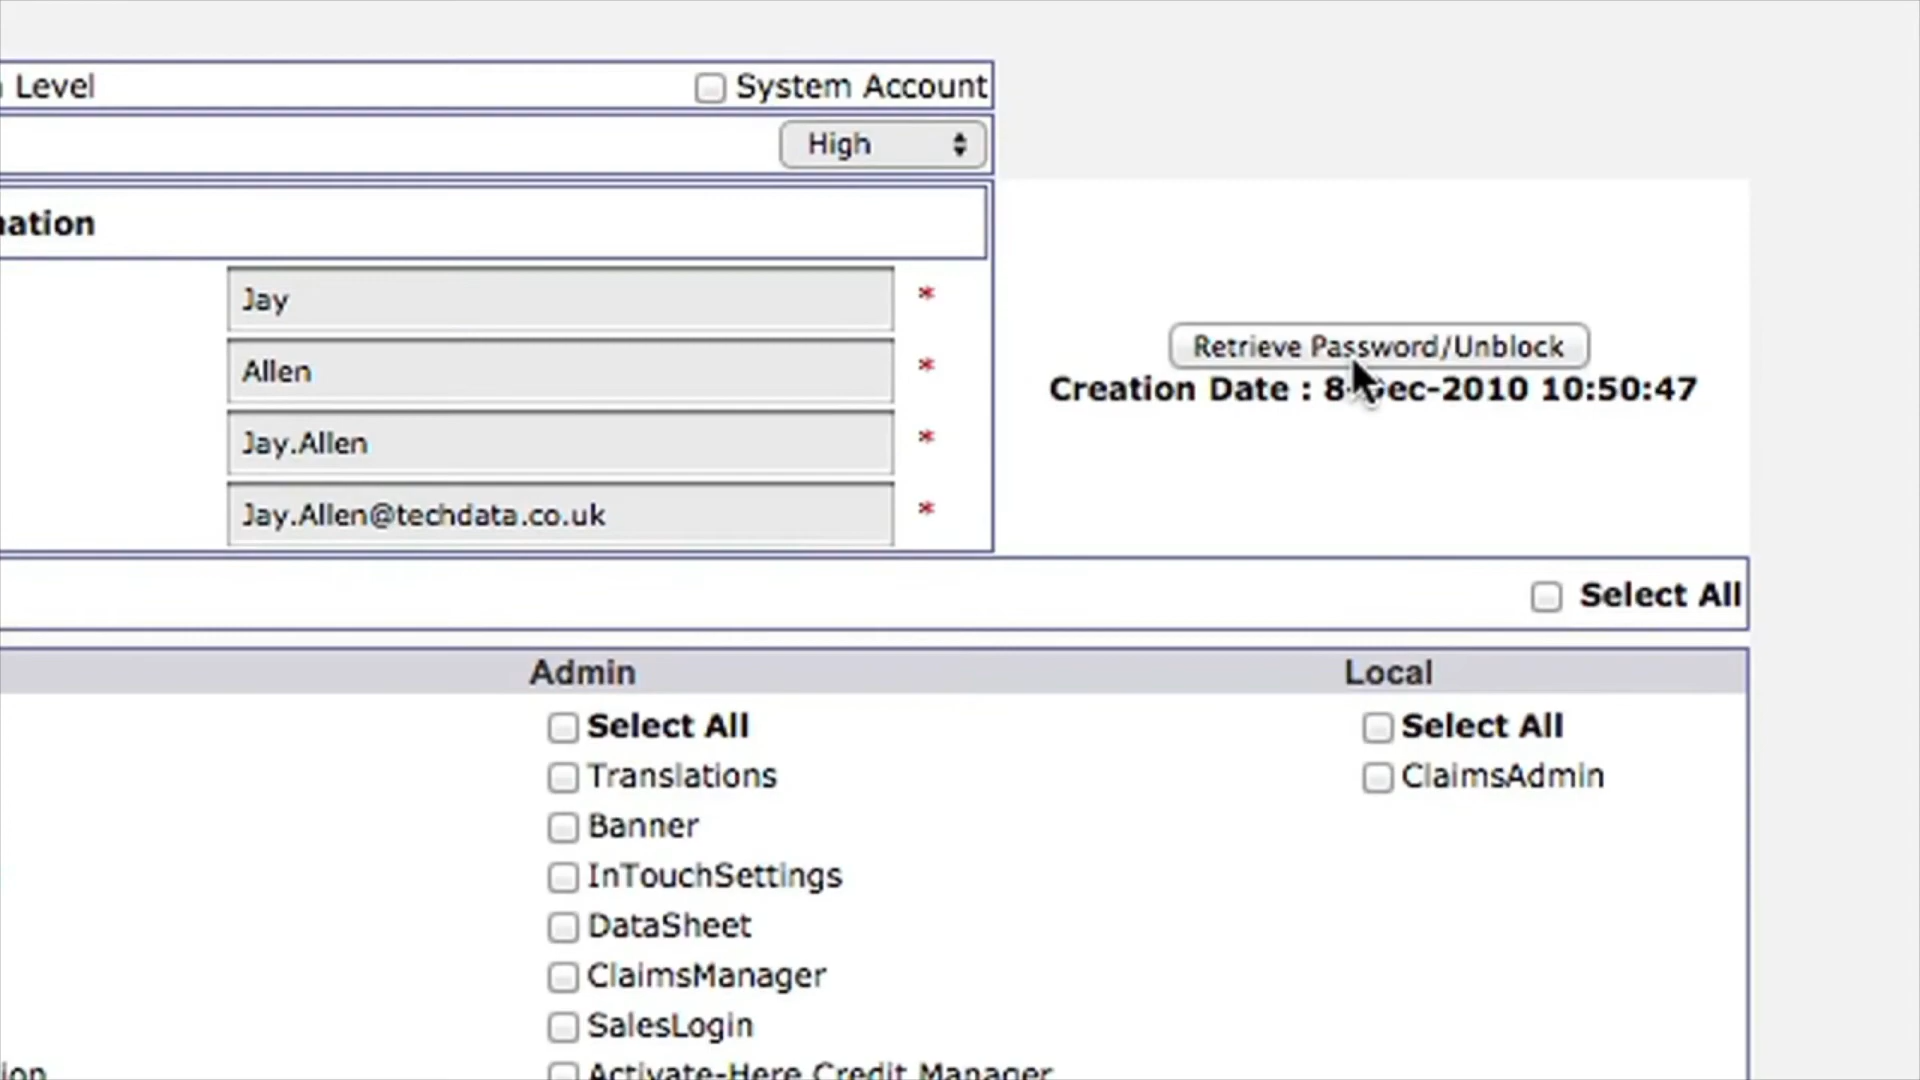 Level
System Account
High
Jay
*
Allen
*
Jay.Allen
*
Jay.Allen@techdata.co.uk
*
Retrieve Password/Unblock
Creation Date : 8-Dec-2010 10:50:47
Select All
Admin
Local
Select All
Select All
Translations
ClaimsAdmin
Banner
InTouchSettings
DataSheet
ClaimsManager
SalesLogin
Activate-Here Credit Manager